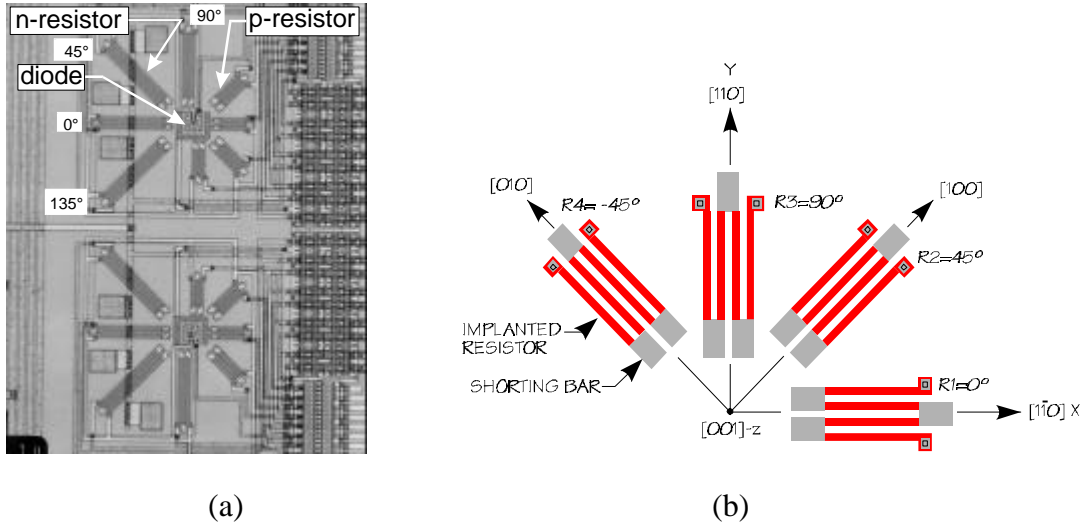 n-resistor
90°
p-resistor
45°
diode
0°
135°
(a)
Y
[110]
[010]
R4= -45°
R3=90°
[100]
R2=45°
IMPLANTED
RESISTOR
SHORTING BAR
R1=0°
[001]-z
[11̄0] X
(b)